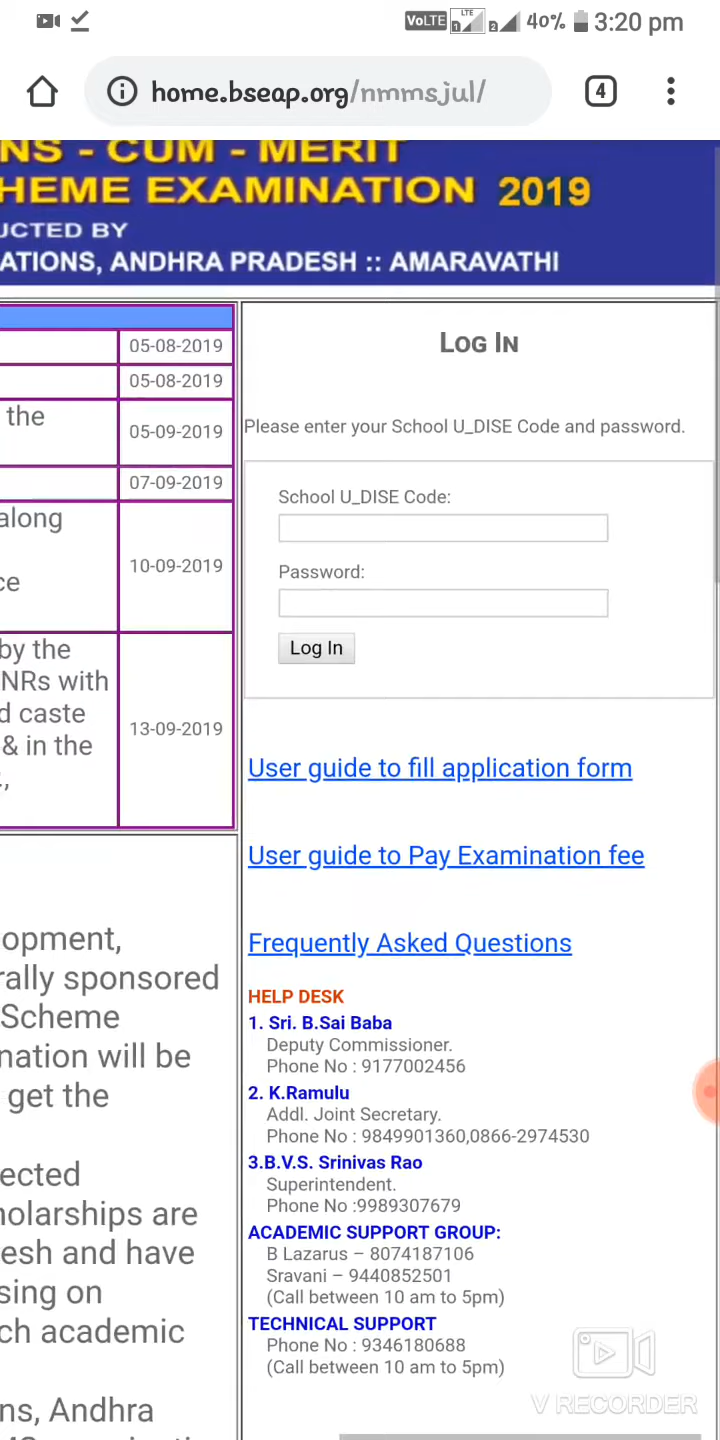 VoLTE LTE 1 2 40% 3:20 pm
home.bseap.org/nmmsjul/ 4
NS - CUM - MERIT
HEME EXAMINATION 2019
UCTED BY
ATIONS, ANDHRA PRADESH :: AMARAVATHI
05-08-2019
05-08-2019
the
05-09-2019
07-09-2019
along
10-09-2019
ce
by the
NRs with
d caste
13-09-2019
& in the
LOG IN
Please enter your School U_DISE Code and password.
School U_DISE Code:
Password:
Log In
User guide to fill application form
User guide to Pay Examination fee
Frequently Asked Questions
HELP DESK
1. Sri. B.Sai Baba
Deputy Commissioner.
Phone No : 9177002456
2. K.Ramulu
Addl. Joint Secretary.
Phone No : 9849901360,0866-2974530
3.B.V.S. Srinivas Rao
Superintendent.
Phone No :9989307679
ACADEMIC SUPPORT GROUP:
B Lazarus – 8074187106
Sravani – 9440852501
(Call between 10 am to 5pm)
TECHNICAL SUPPORT
Phone No : 9346180688
(Call between 10 am to 5pm)
opment,
rally sponsored
Scheme
nation will be
get the
ected
holarships are
esh and have
sing on
ch academic
ns, Andhra
V RECORDER